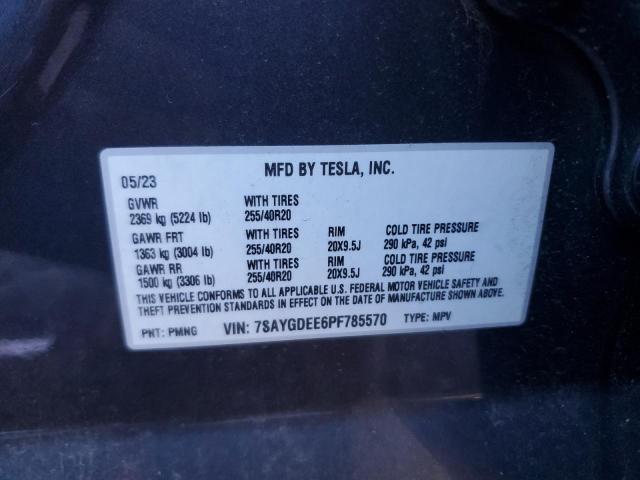 MFD BY TESLA, INC.
05/23
GVWR WITH TIRES
2369 kg (5224 lb) 255/40R20
GAWR FRT WITH TIRES RIM COLD TIRE PRESSURE
1363 kg (3004 lb) 255/40R20 20X9.5J 290 kPa, 42 psi
GAWR RR WITH TIRES RIM COLD TIRE PRESSURE
1500 kg (3306 lb) 255/40R20 20X9.5J 290 kPa, 42 psi
THIS VEHICLE CONFORMS TO ALL APPLICABLE U.S. FEDERAL MOTOR VEHICLE SAFETY AND
THEFT PREVENTION STANDARDS IN EFFECT ON THE DATE OF MANUFACTURE SHOWN ABOVE.
PNT: PMNG VIN: 7SAYGDEE6PF785570 TYPE: MPV